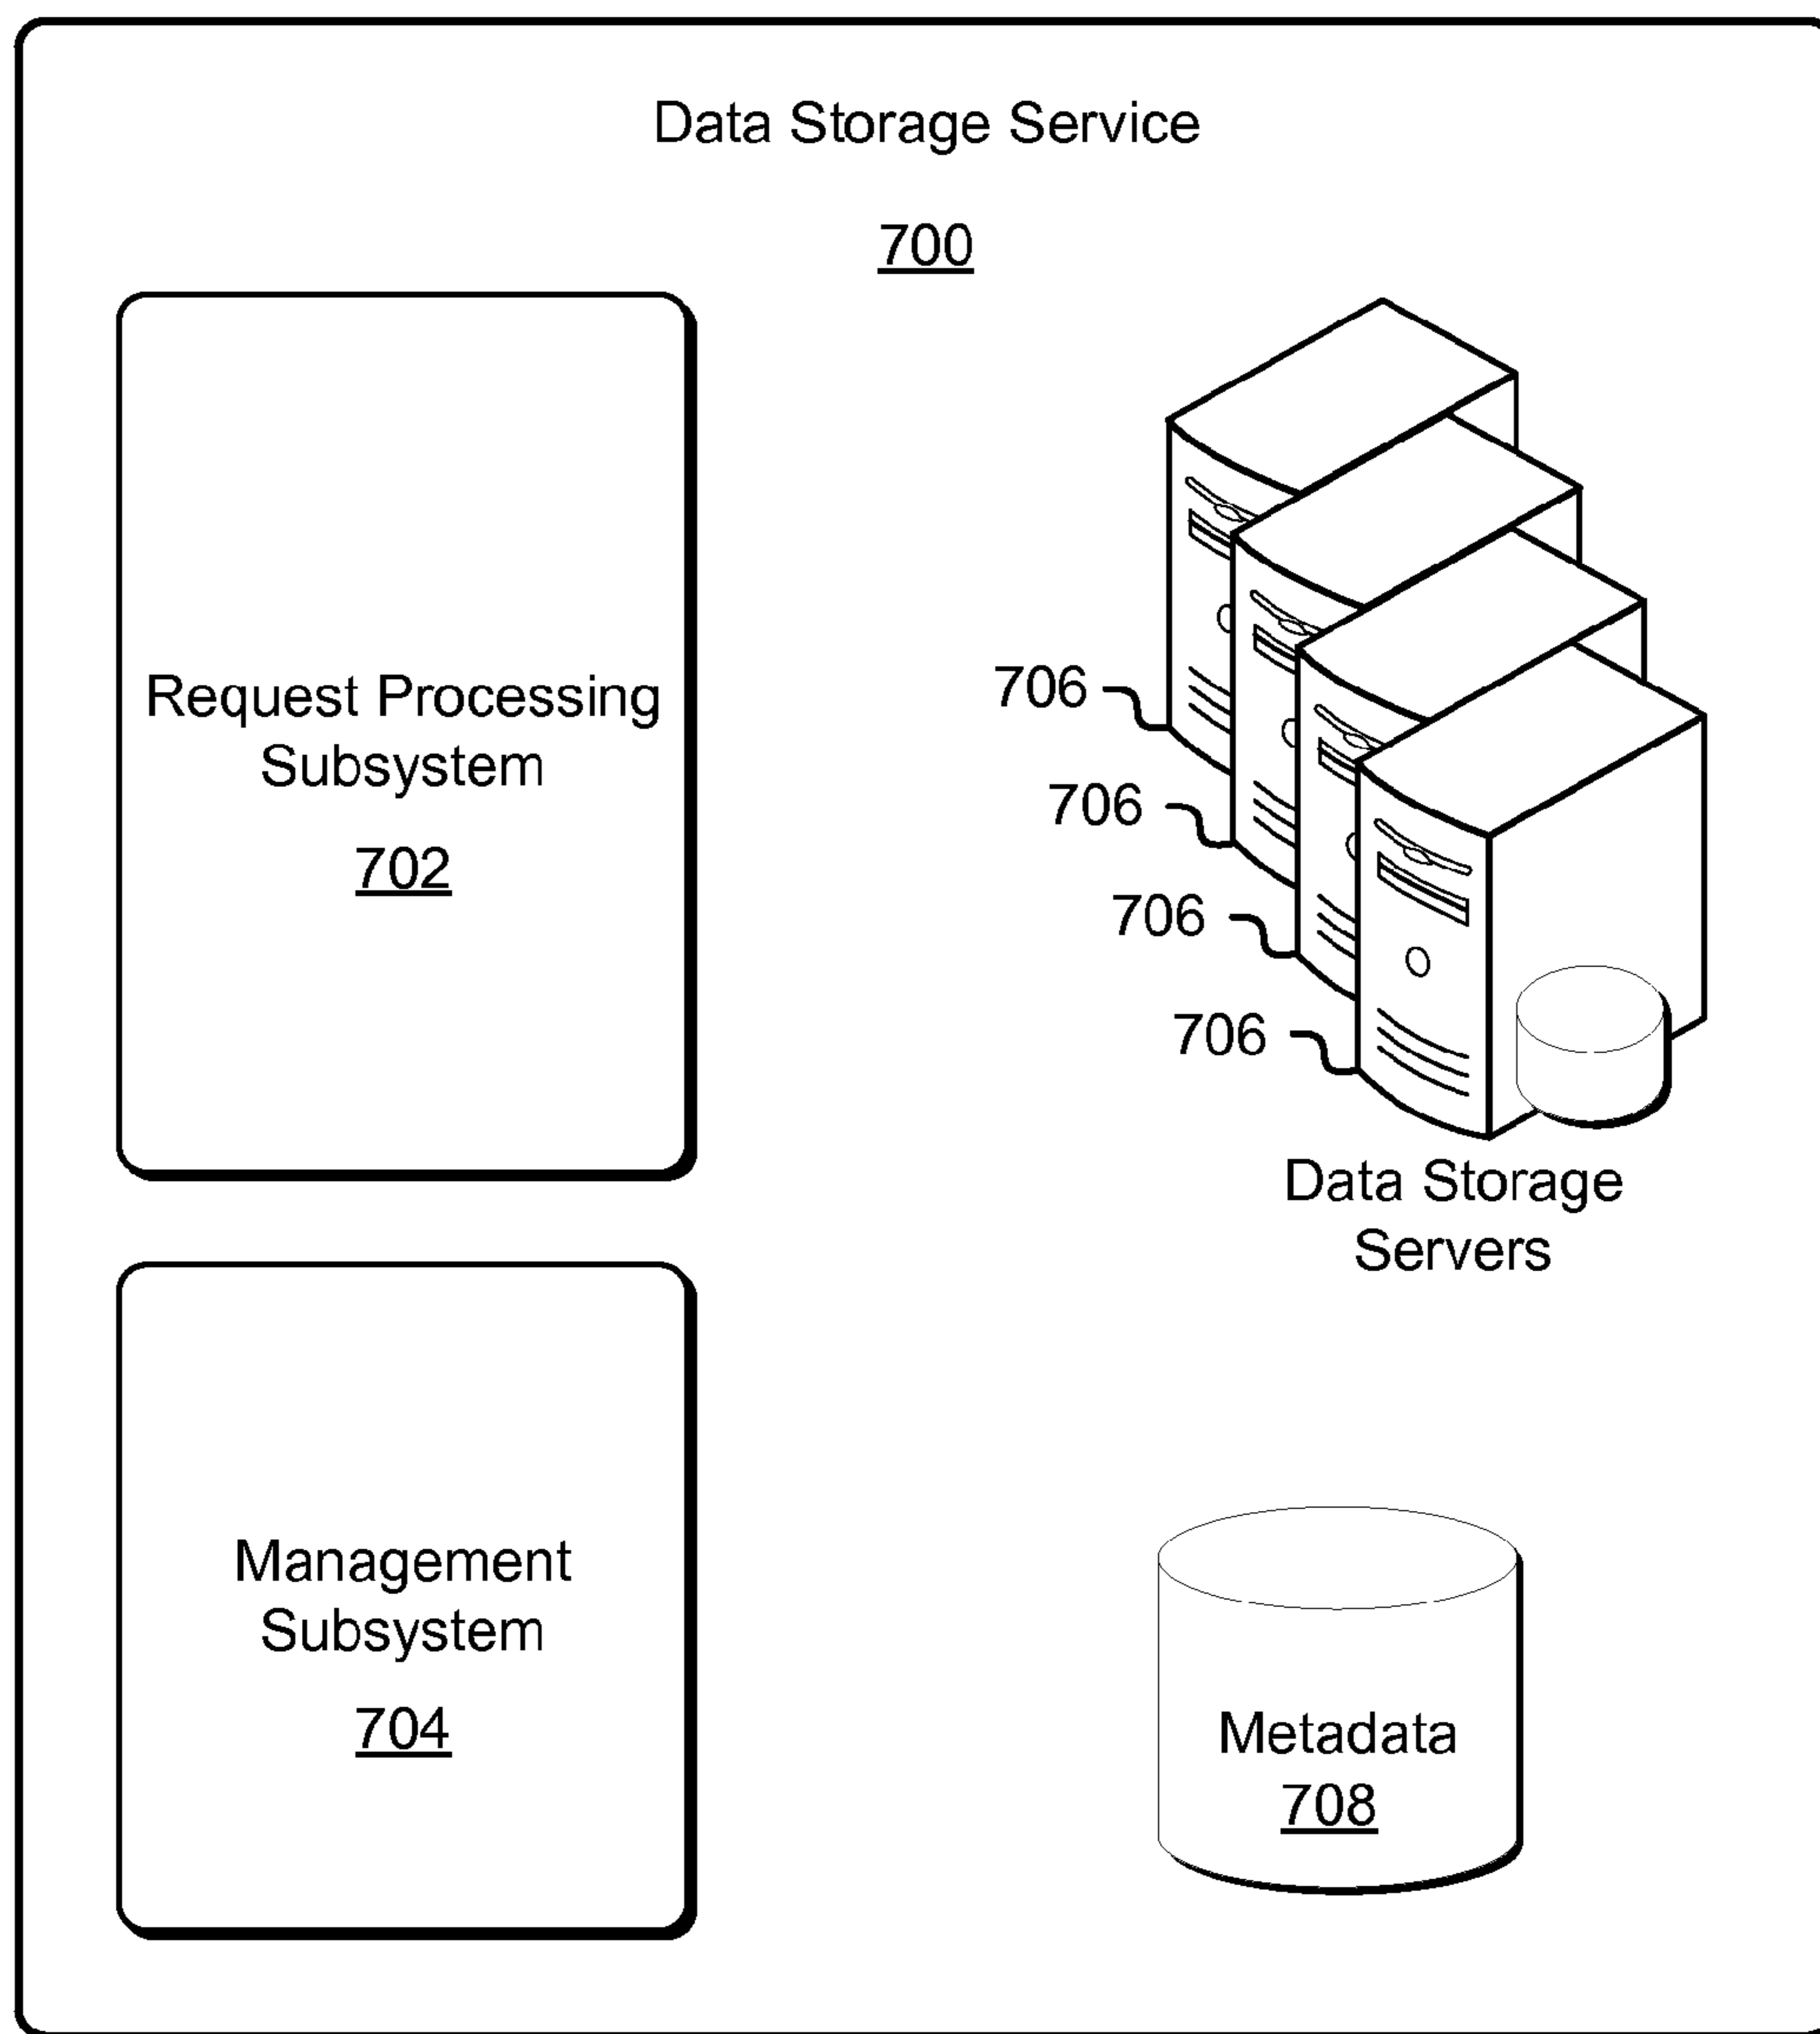 Data Storage Service
700
Request Processing
Subsystem
702
706
706
706
706
Data Storage
Servers
Management
Subsystem
704
Metadata
708